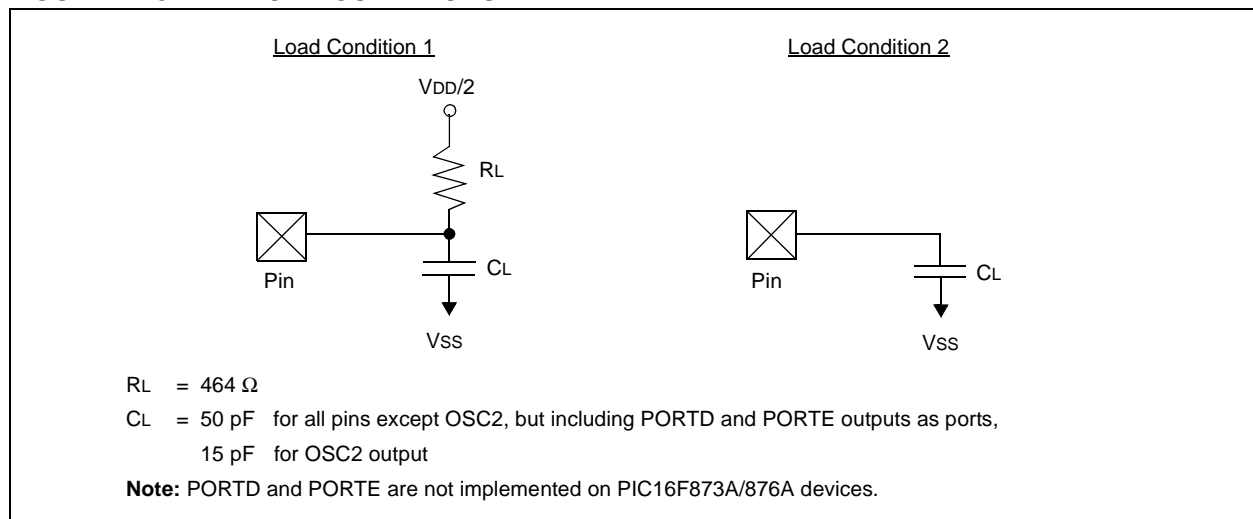 Load Condition 1
Load Condition 2
VDD/2
RL
Pin
CL
VSS
Pin
CL
VSS
RL = 464 Ω
CL = 50 pF for all pins except OSC2, but including PORTD and PORTE outputs as ports,
15 pF for OSC2 output
Note: PORTD and PORTE are not implemented on PIC16F873A/876A devices.